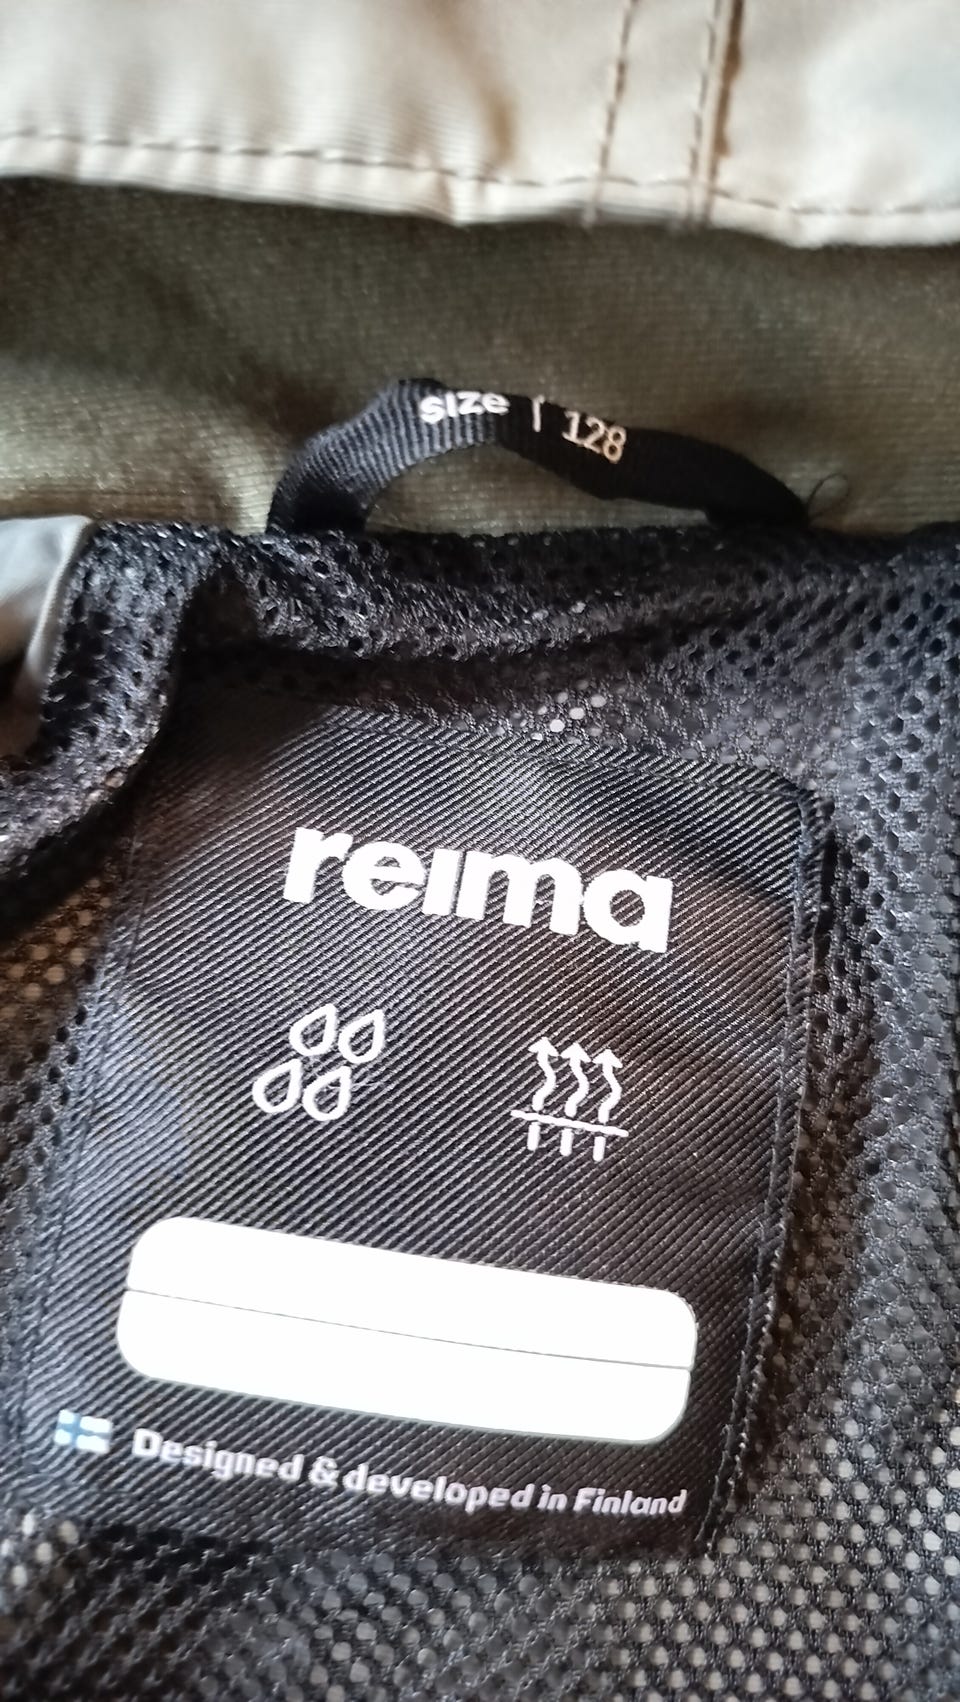 size | 128
reima
Designed & developed in Finland